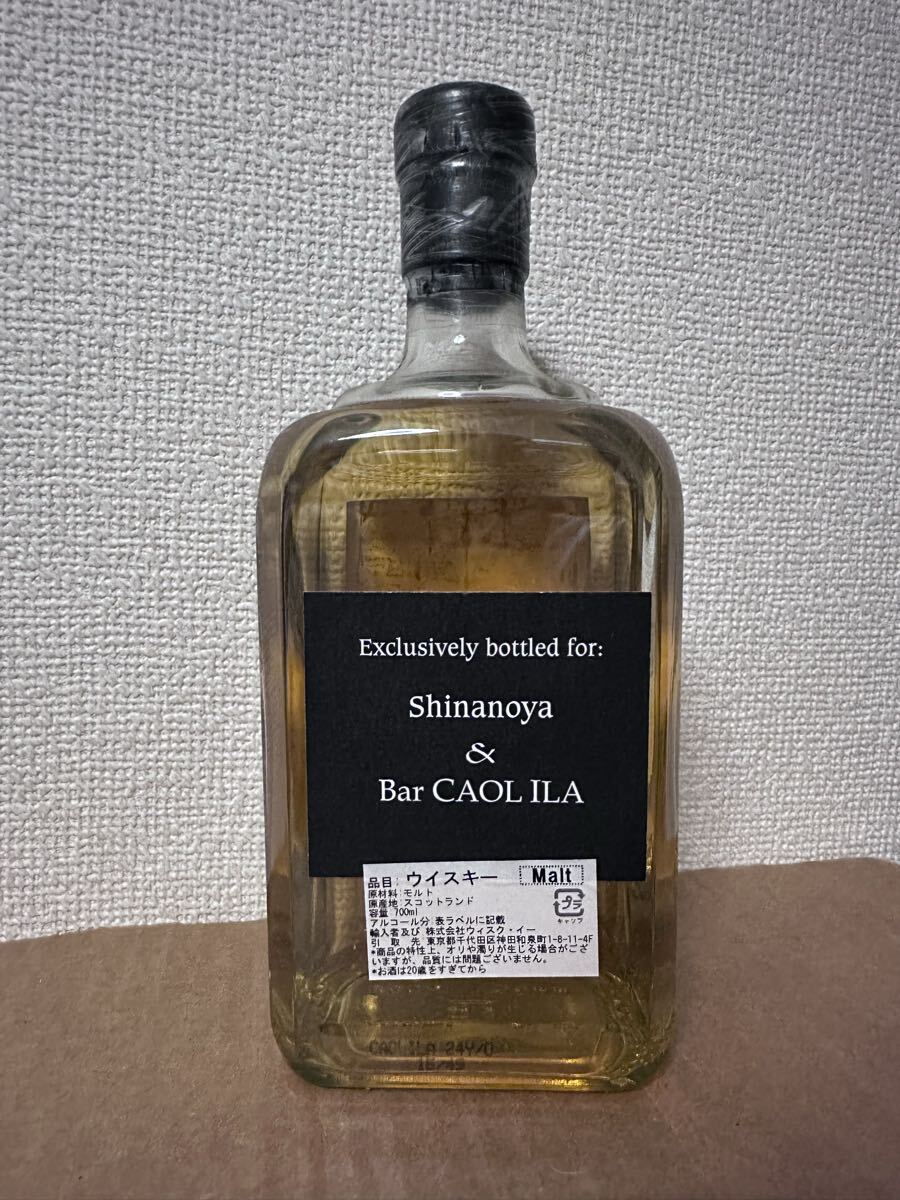 Exclusively bottled for:
Shinanoya
&
Bar CAOL ILA
品目: ウイスキー Malt
原材料: モルト
原産地: スコットランド プラ
容量 700ml キャップ
アルコール分 表ラベルに記載
輸入者及び 株式会社ウィスク・イー
引 取 先 東京都千代田区神田和泉町1-8-11-4F
*商品の特性上、オリや濁りが生じる場合がござ
いますが、品質には問題ございません。
*お酒は20歳をすぎてから
CAOL ILA 24Y/O